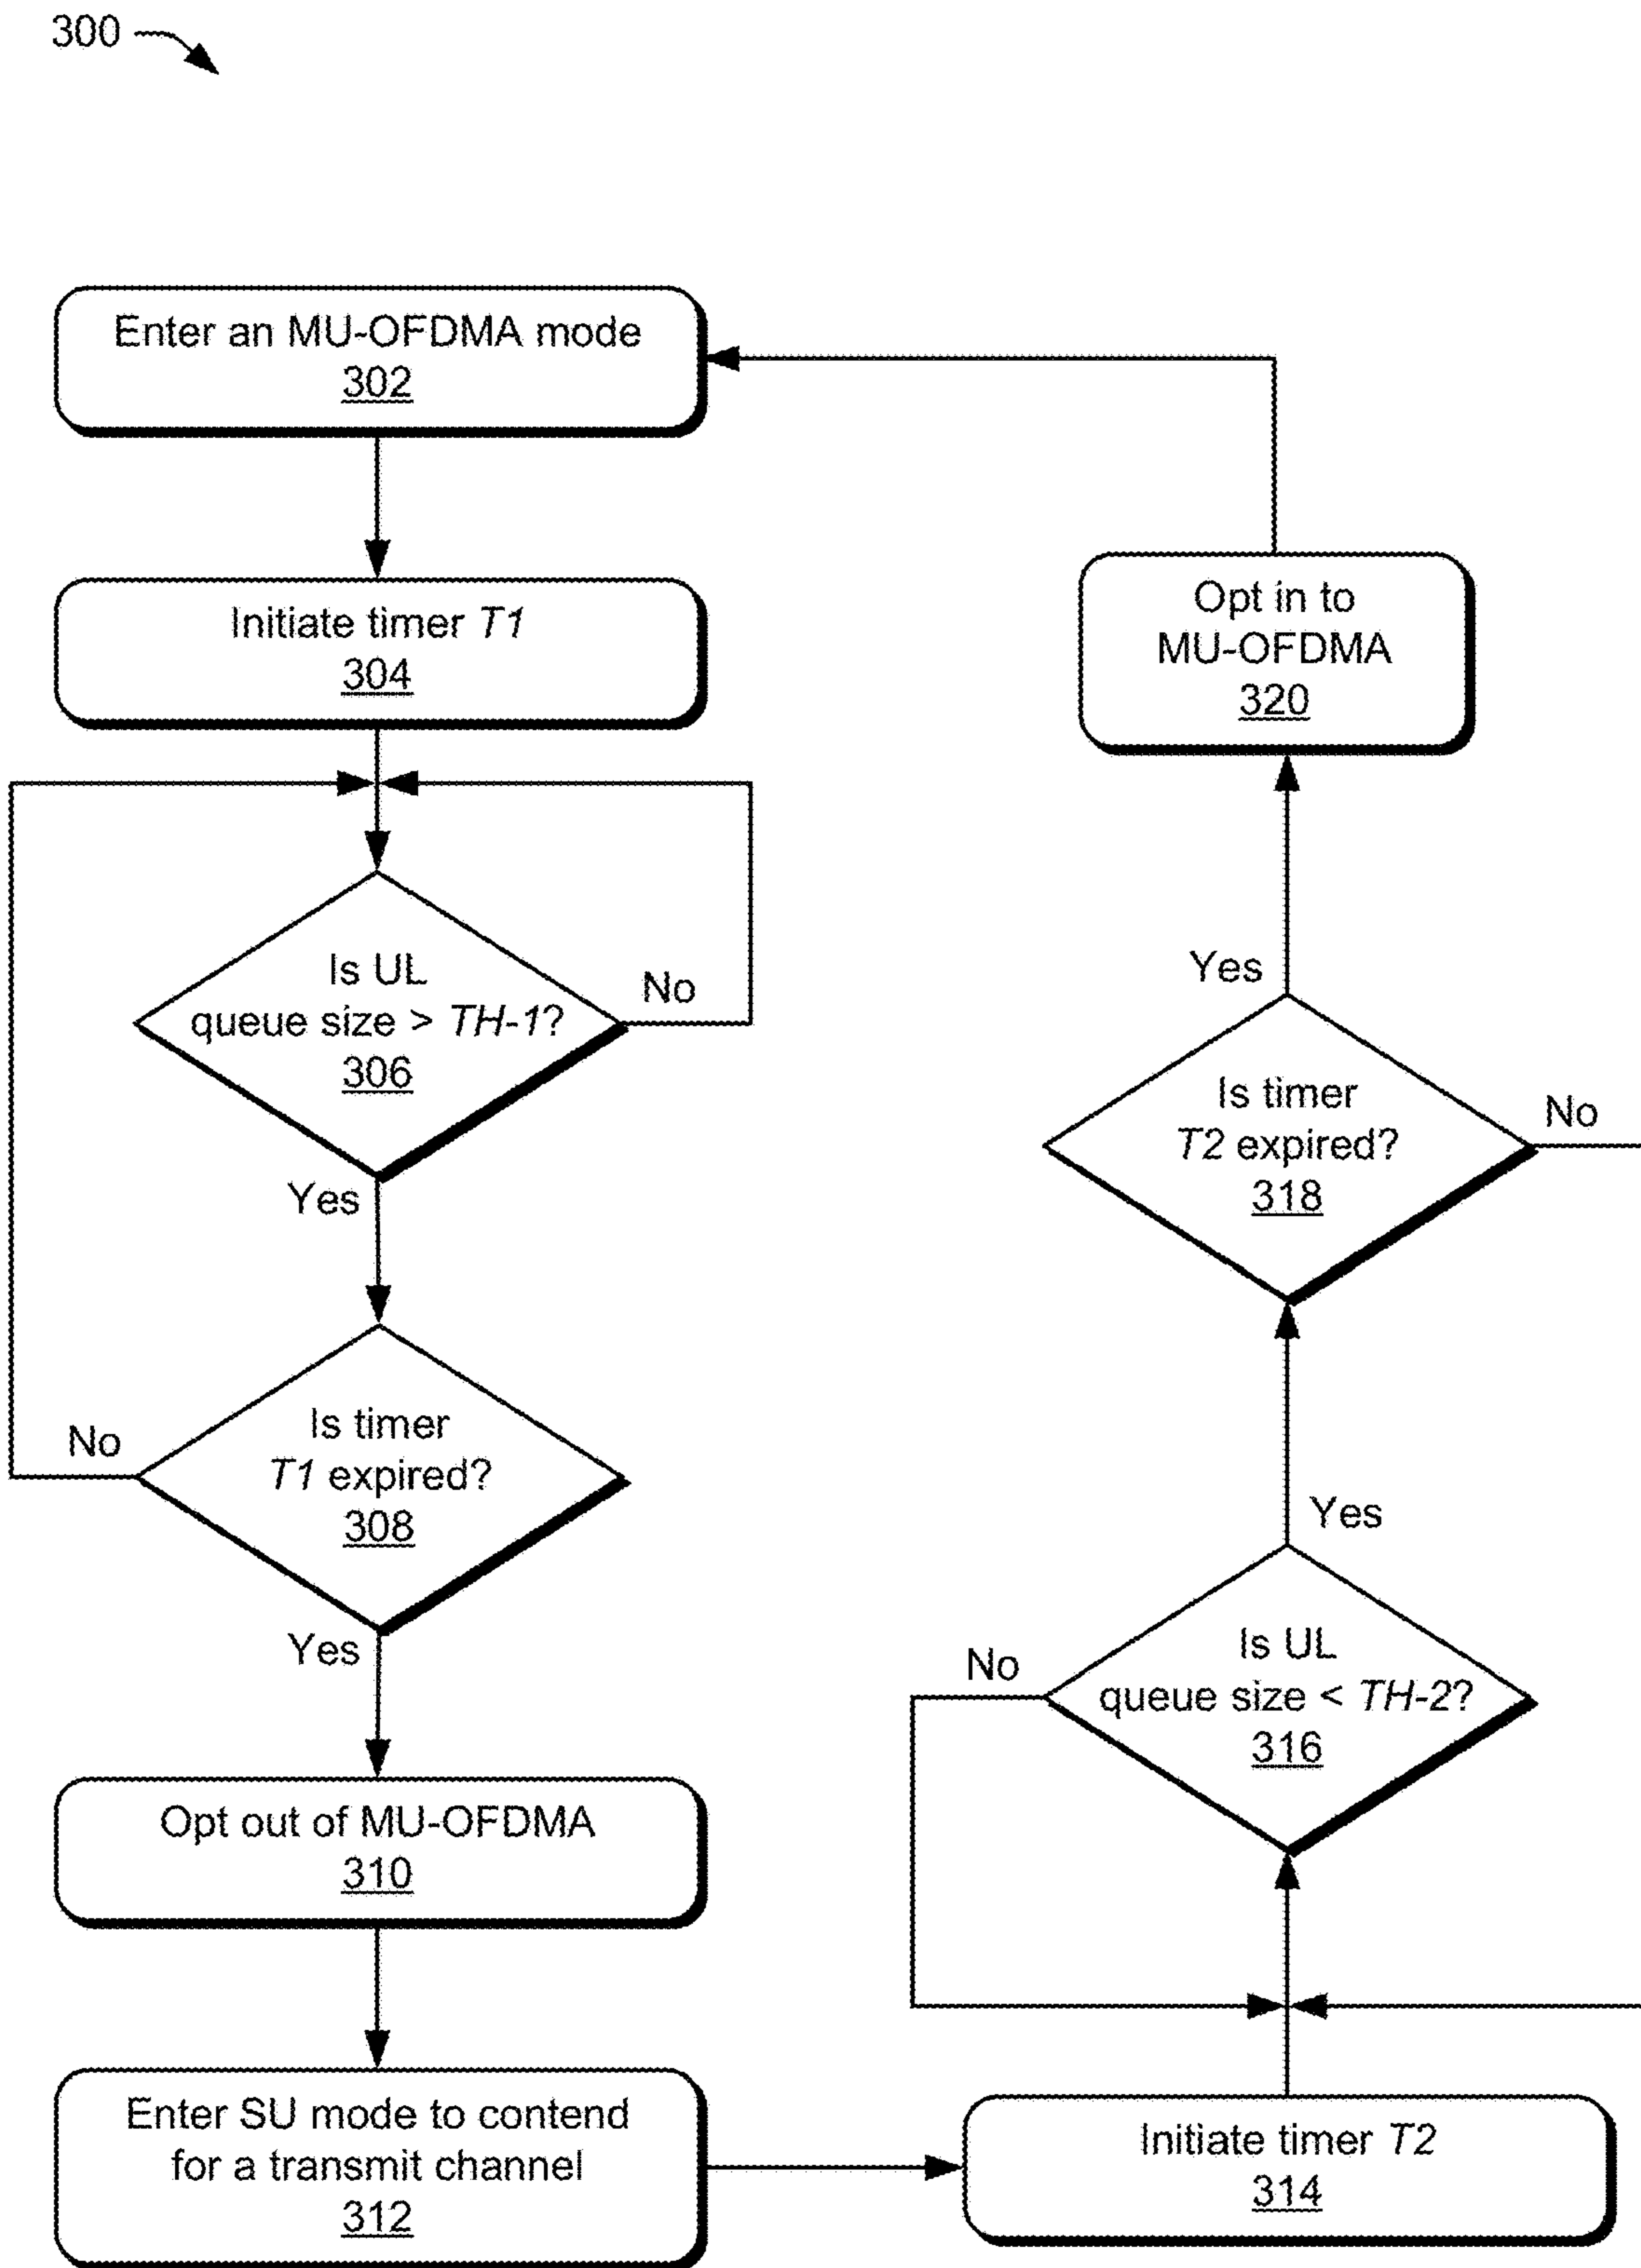 300
Enter an MU-OFDMA mode
302
Initiate timer T1
304
Is UL
queue size > TH-1?
306
No
Yes
Is timer
T1 expired?
308
No
Yes
Opt out of MU-OFDMA
310
Enter SU mode to contend
for a transmit channel
312
Initiate timer T2
314
Is UL
queue size < TH-2?
316
No
Yes
Is timer
T2 expired?
318
No
Yes
Opt in to
MU-OFDMA
320